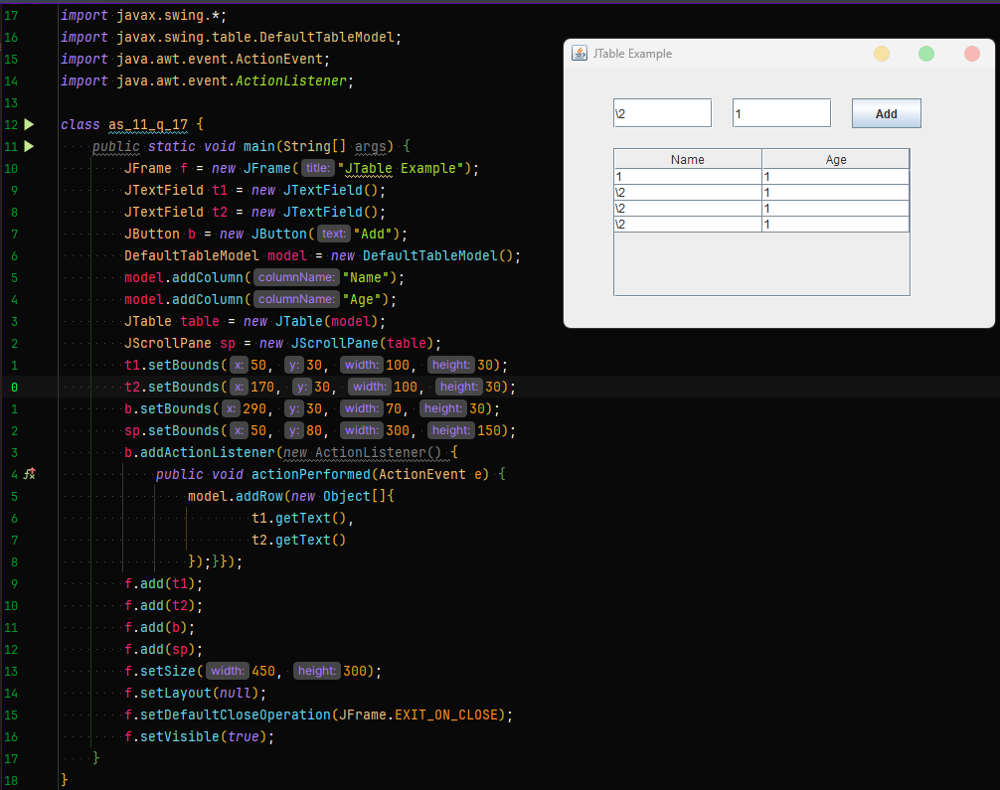 17 import javax.swing.*;
16 import javax.swing.table.DefaultTableModel;
15 import java.awt.event.ActionEvent;
14 import java.awt.event.ActionListener;
13
12 class as_11_q_17 {
11 public static void main(String[] args) {
10 JFrame f = new JFrame( title: "JTable Example");
9 JTextField t1 = new JTextField();
8 JTextField t2 = new JTextField();
7 JButton b = new JButton( text: "Add");
6 DefaultTableModel model = new DefaultTableModel();
5 model.addColumn( columnName: "Name");
4 model.addColumn( columnName: "Age");
3 JTable table = new JTable(model);
2 JScrollPane sp = new JScrollPane(table);
1 t1.setBounds( x: 50, y: 30, width: 100, height: 30);
0 t2.setBounds( x: 170, y: 30, width: 100, height: 30);
1 b.setBounds( x: 290, y: 30, width: 70, height: 30);
2 sp.setBounds( x: 50, y: 80, width: 300, height: 150);
3 b.addActionListener(new ActionListener() {
4 public void actionPerformed(ActionEvent e) {
5 model.addRow(new Object[]{
6 t1.getText(),
7 t2.getText()
8 });}});
9 f.add(t1);
10 f.add(t2);
11 f.add(b);
12 f.add(sp);
13 f.setSize( width: 450, height: 300);
14 f.setLayout(null);
15 f.setDefaultCloseOperation(JFrame.EXIT_ON_CLOSE);
16 f.setVisible(true);
17 }
18 }
JTable Example
\2 1 Add
Name Age
1 1
\2 1
\2 1
\2 1